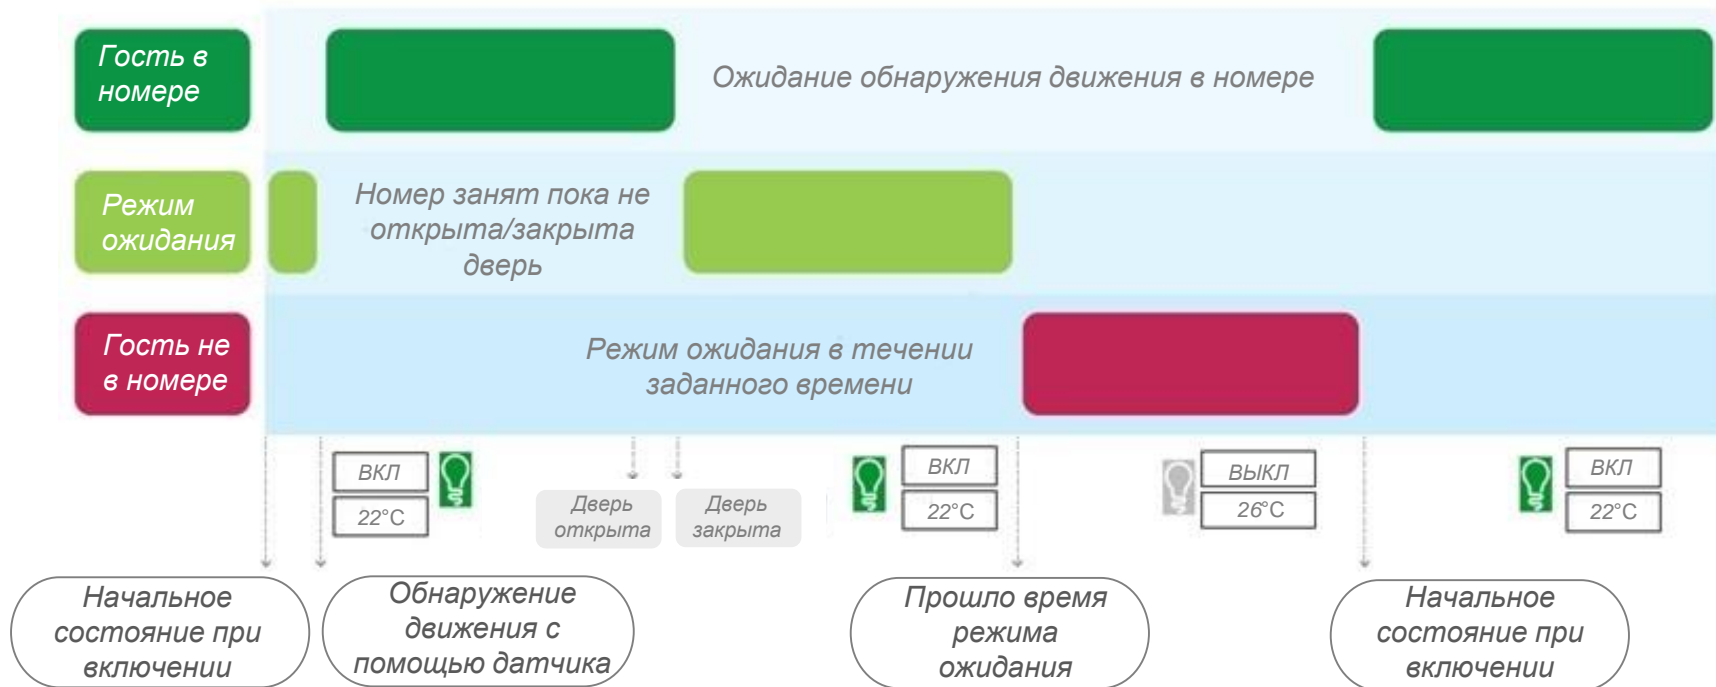 Гость в
номере
Ожидание обнаружения движения в номере
Режим
ожидания
Номер занят пока не
открыта/закрыта
дверь
Гость не
в номере
Режим ожидания в течении
заданного времени
ВКЛ
22°C
Дверь
открыта
Дверь
закрыта
ВКЛ
22°C
ВЫКЛ
26°C
ВКЛ
22°C
Начальное
состояние при
включении
Обнаружение
движения с
помощью датчика
Прошло время
режима
ожидания
Начальное
состояние при
включении